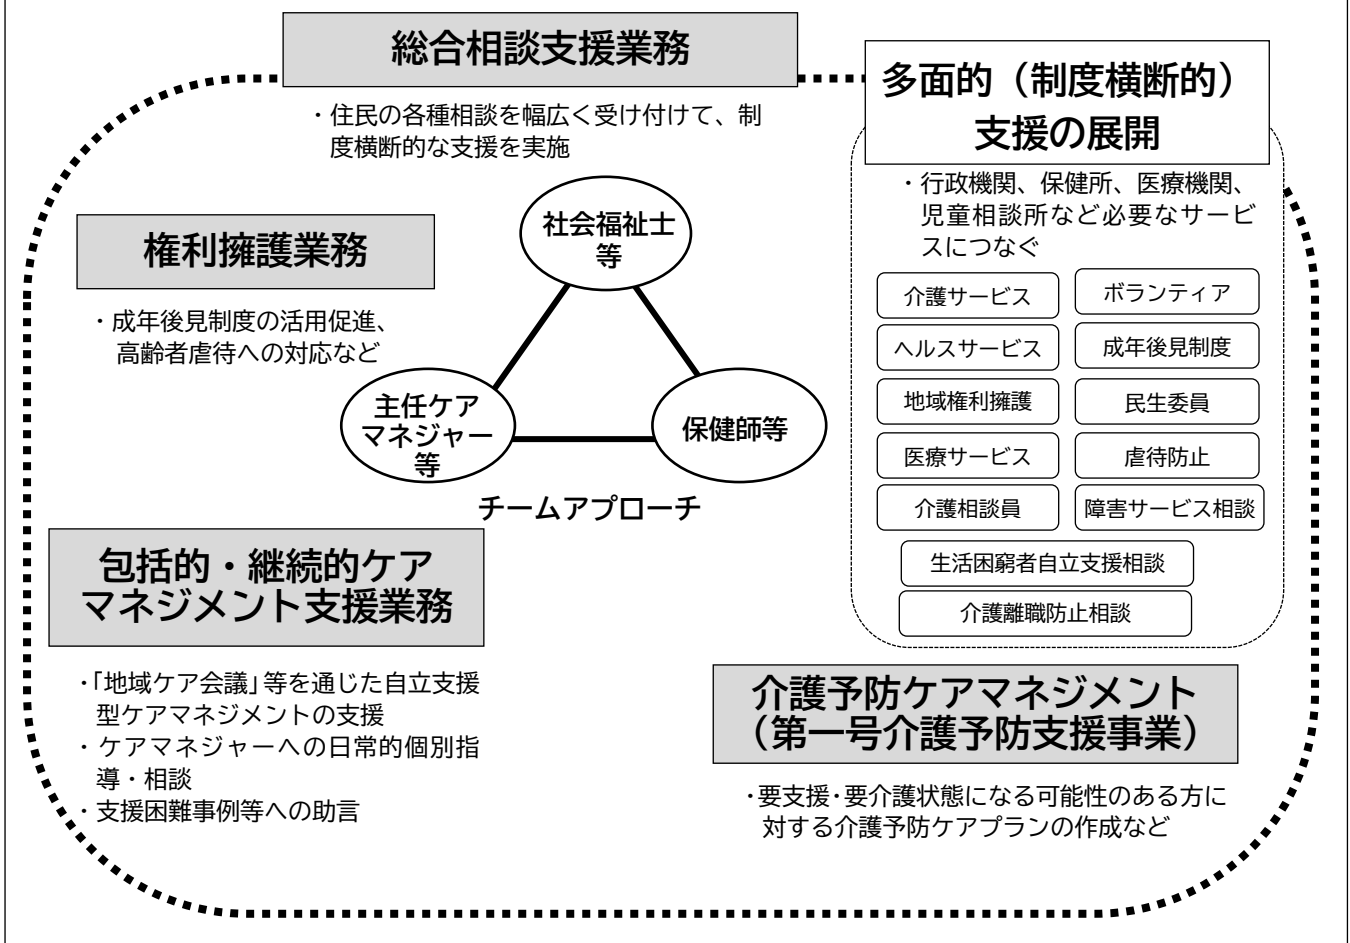 総合相談支援業務
・住民の各種相談を幅広く受け付けて、制
度横断的な支援を実施
多面的（制度横断的）
支援の展開
・行政機関、保健所、医療機関、
児童相談所など必要なサービ
スにつなぐ
介護サービス
ボランティア
ヘルスサービス
成年後見制度
地域権利擁護
民生委員
医療サービス
虐待防止
介護相談員
障害サービス相談
生活困窮者自立支援相談
介護離職防止相談
権利擁護業務
・成年後見制度の活用促進、
高齢者虐待への対応など
社会福祉士
等
主任ケア
マネジャー
等
保健師等
チームアプローチ
包括的・継続的ケア
マネジメント支援業務
・「地域ケア会議」等を通じた自立支援
型ケアマネジメントの支援
・ケアマネジャーへの日常的個別指
導・相談
・支援困難事例等への助言
介護予防ケアマネジメント
（第一号介護予防支援事業）
・要支援・要介護状態になる可能性のある方に
対する介護予防ケアプランの作成など